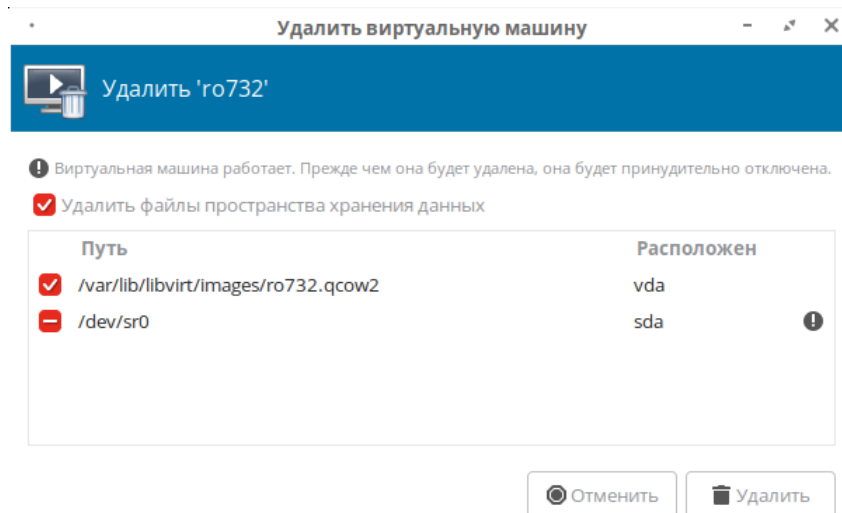 Удалить виртуальную машину
Удалить 'ro732'
Виртуальная машина работает. Прежде чем она будет удалена, она будет принудительно отключена.
Удалить файлы пространства хранения данных
Путь Расположен
/var/lib/libvirt/images/ro732.qcow2 vda
/dev/sr0 sda
Отменить Удалить